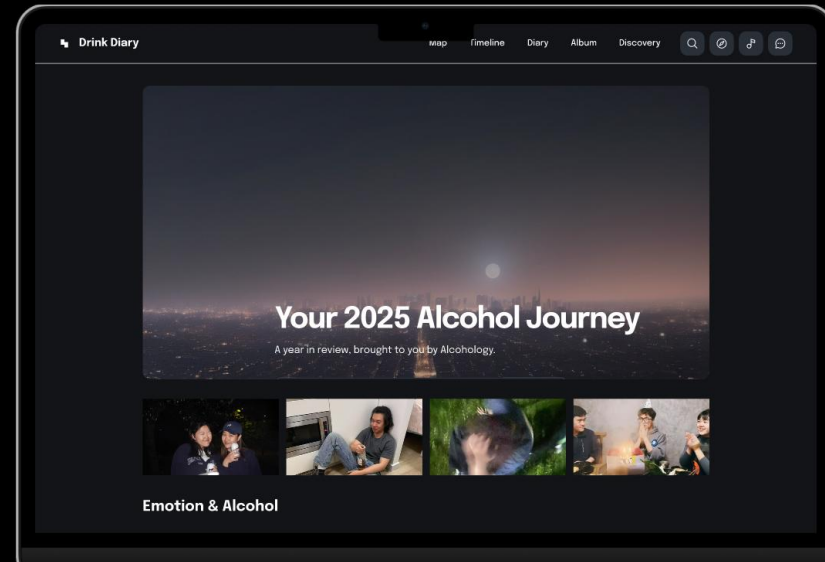 Drink Diary
Map Timeline Diary Album Discovery
Your 2025 Alcohol Journey
A year in review, brought to you by Alcohology.
Emotion & Alcohol